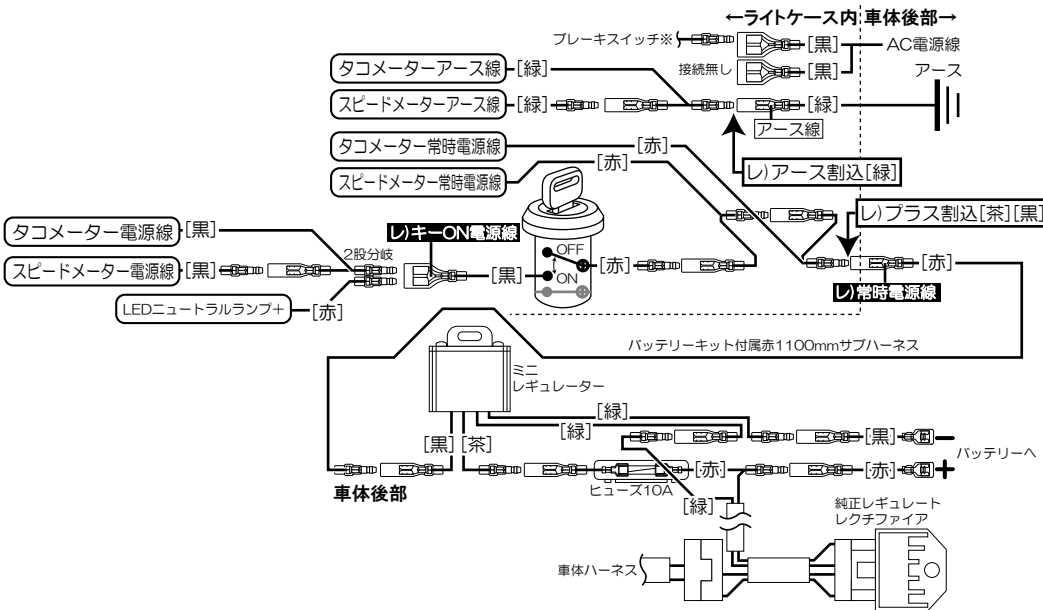 ←ライトケース内 車体後部→
ブレーキスイッチ※ [黒] AC電源線
接続無し [黒] アース
タコメーターアース線 [緑]
スピードメーターアース線 [緑] [緑]
アース線
タコメーター常時電源線 [赤]
スピードメーター常時電源線 [赤]
レ)アース割込[緑]
レ)プラス割込[茶][黒]
タコメーター電源線 [黒]
レ)キーON電源線
2股分岐
OFF
スピードメーター電源線 [黒] [黒] ON [赤] [赤]
レ)常時電源線
LEDニュートラルランプ+ [赤]
バッテリーキット付属赤1100mmサブハーネス
ミニ
レギュレーター
[緑]
[緑]
[黒] [茶] [黒] −
バッテリーへ
[赤] [赤] +
車体後部
ヒューズ10A
[緑]
純正レギュレート
レクチファイア
車体ハーネス